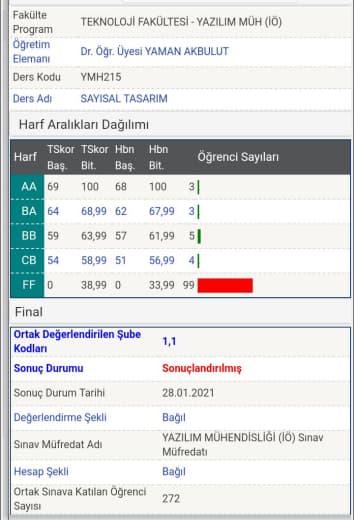 Fakülte
Program
TEKNOLOJİ FAKÜLTESİ - YAZILIM MÜH (İÖ)
Öğretim
Elemanı
Dr. Öğr. Üyesi YAMAN AKBULUT
Ders Kodu YMH215
Ders Adı SAYISAL TASARIM
Harf Aralıkları Dağılımı
Harf TSkor Baş. TSkor Bit. Hbn Baş. Hbn Bit. Öğrenci Sayıları
AA 69 100 68 100 3
BA 64 68,99 62 67,99 3
BB 59 63,99 57 61,99 5
CB 54 58,99 51 56,99 4
FF 0 38,99 0 33,99 99
Final
Ortak Değerlendirilen Şube
Kodları
1,1
Sonuç Durumu Sonuçlandırılmış
Sonuç Durum Tarihi 28.01.2021
Değerlendirme Şekli Bağıl
Sınav Müfredat Adı
YAZILIM MÜHENDİSLİĞİ (İÖ) Sınav
Müfredatı
Hesap Şekli Bağıl
Ortak Sınava Katılan Öğrenci
Sayısı
272